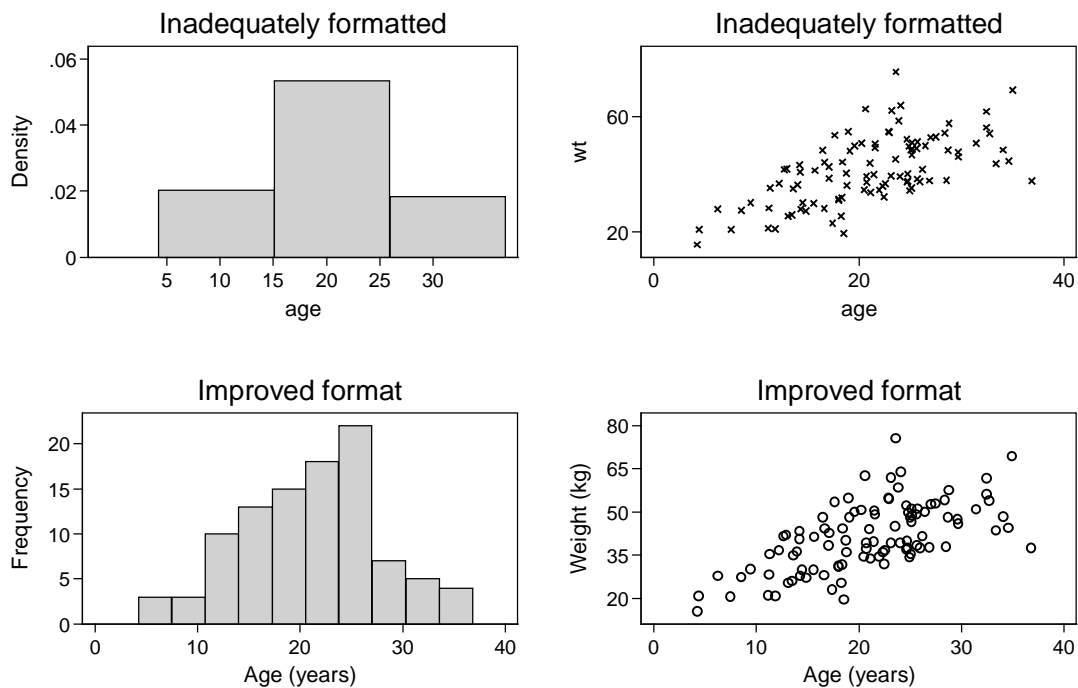 Inadequately formatted
.06
.04
.02
0
Density
5 10 15 20 25 30
age
Inadequately formatted
60
20
wt
0 20 40
age
Improved format
20
15
10
5
0
Frequency
0 10 20 30 40
Age (years)
Improved format
80
65
50
35
20
Weight (kg)
0 10 20 30 40
Age (years)